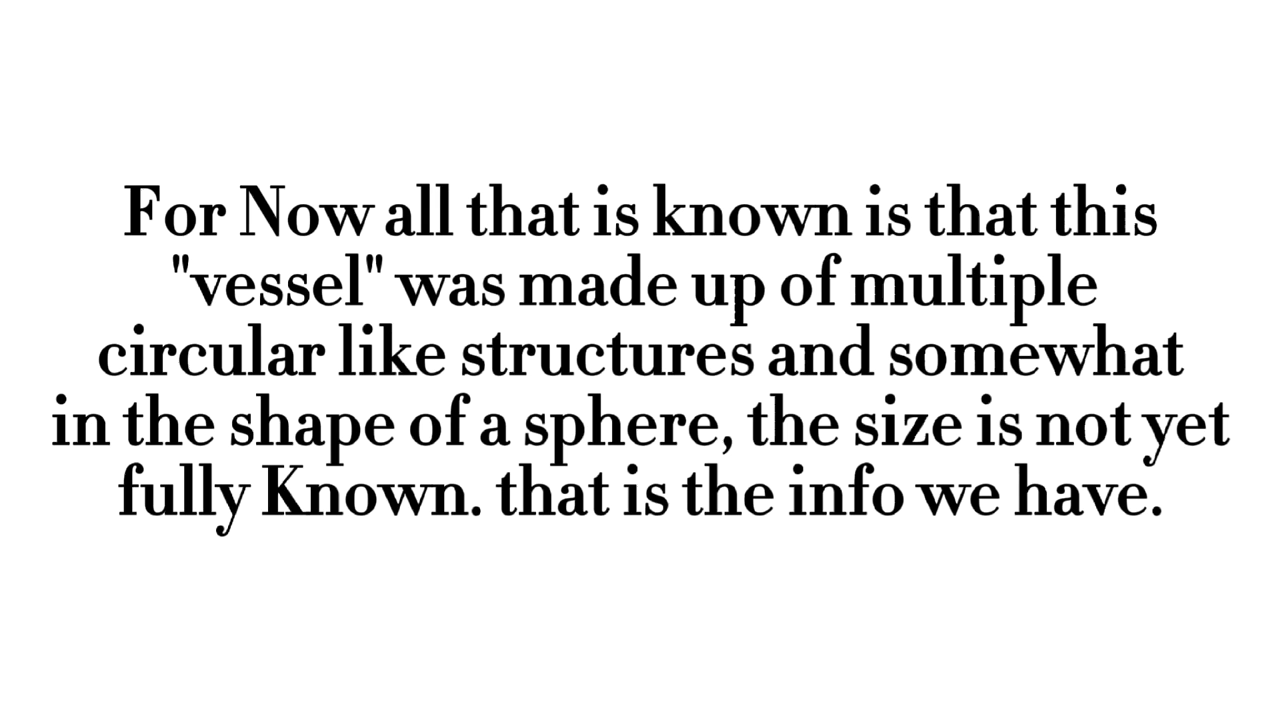 For Now all that is known is that this
"vessel" was made up of multiple
circular like structures and somewhat
in the shape of a sphere, the size is not yet
fully Known. that is the info we have.